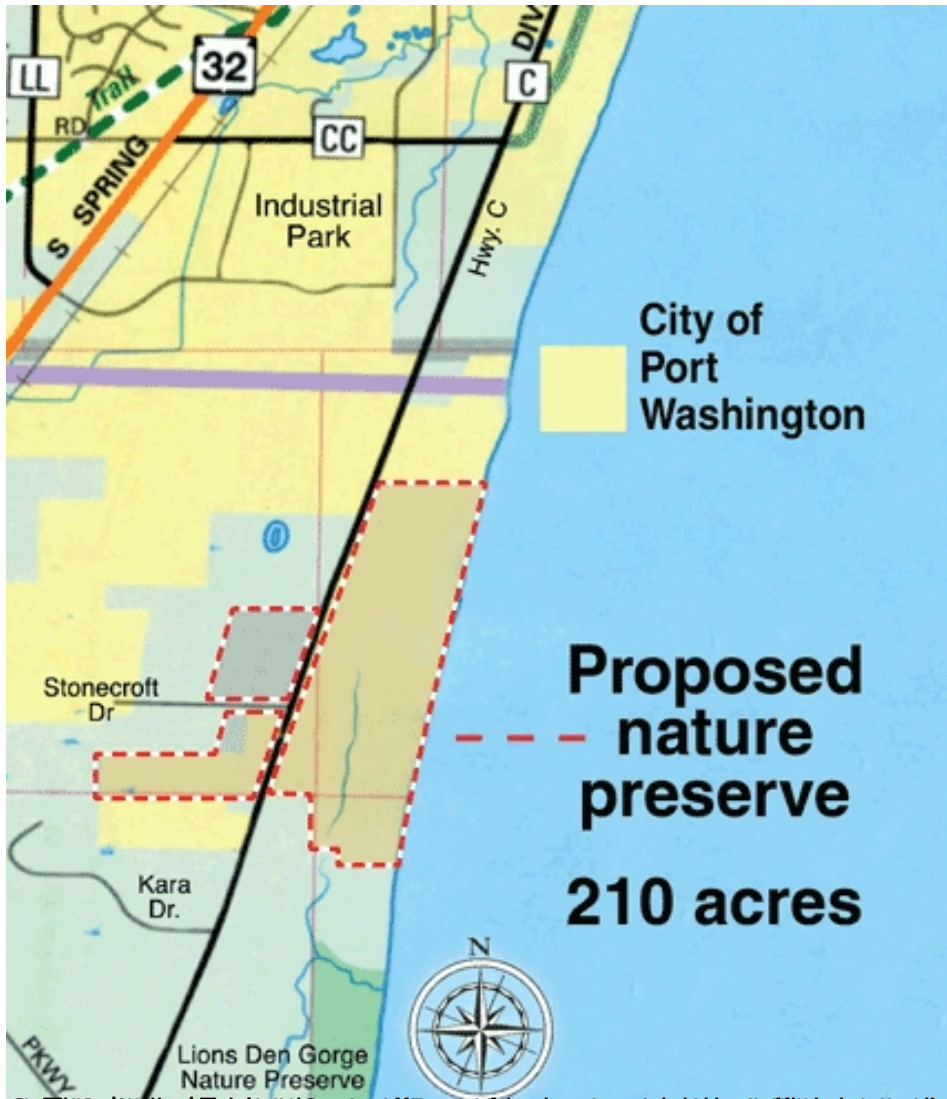 LL
Trail
32
DIV
C
RD
CC
S SPRING
Industrial
Park
Hwy. C
City of
Port
Washington
Stonecroft
Dr
Proposed
nature
preserve
210 acres
Kara
Dr.
N
Lions Den Gorge
Nature Preserve
PKWY